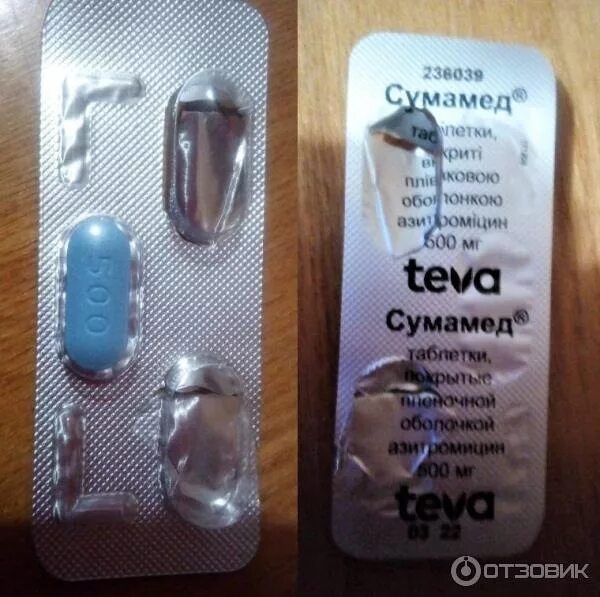 500
236039
Сумамед®
таблетки,
криті
плівковою
оболонкою
азитроміцин
500 мг
teva
Сумамед®
таблетки,
покрытые
пленочной
оболочкой
азитромицин
500 мг
teva
03 22
ОТЗОВИК